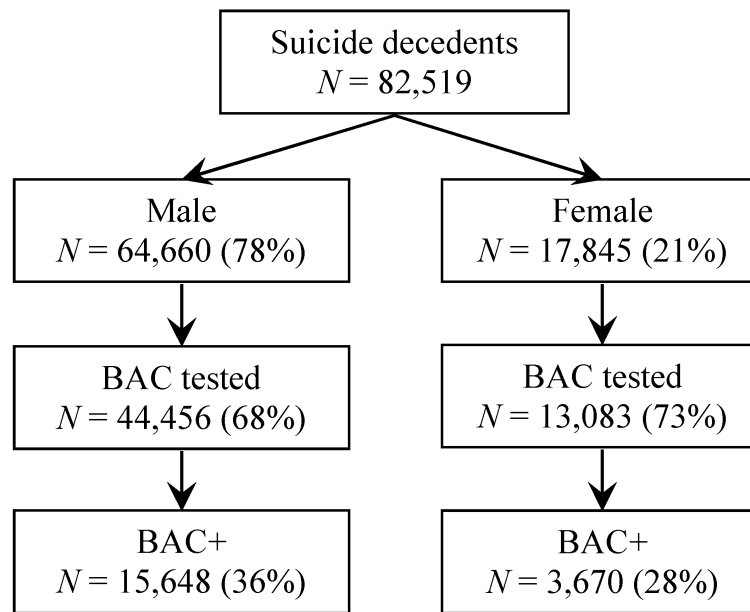 Suicide decedents
N = 82,519
Male
N = 64,660 (78%)
Female
N = 17,845 (21%)
BAC tested
N = 44,456 (68%)
BAC tested
N = 13,083 (73%)
BAC+
N = 15,648 (36%)
BAC+
N = 3,670 (28%)